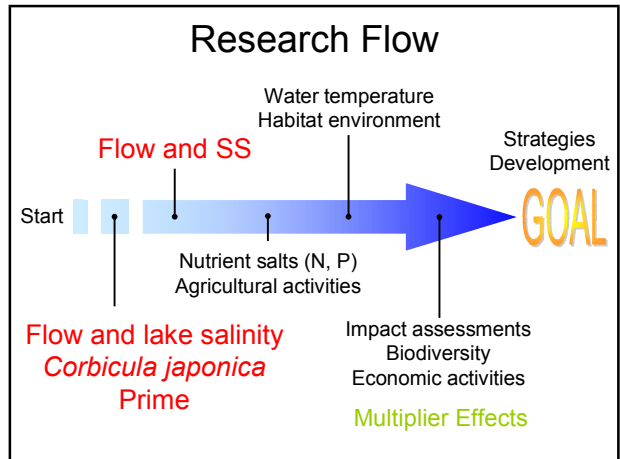 Research Flow
Water temperature
Habitat environment
Strategies
Development
Flow and SS
Start
GOAL
Nutrient salts (N, P)
Agricultural activities
Flow and lake salinity
Corbicula japonica
Prime
Impact assessments
Biodiversity
Economic activities
Multiplier Effects